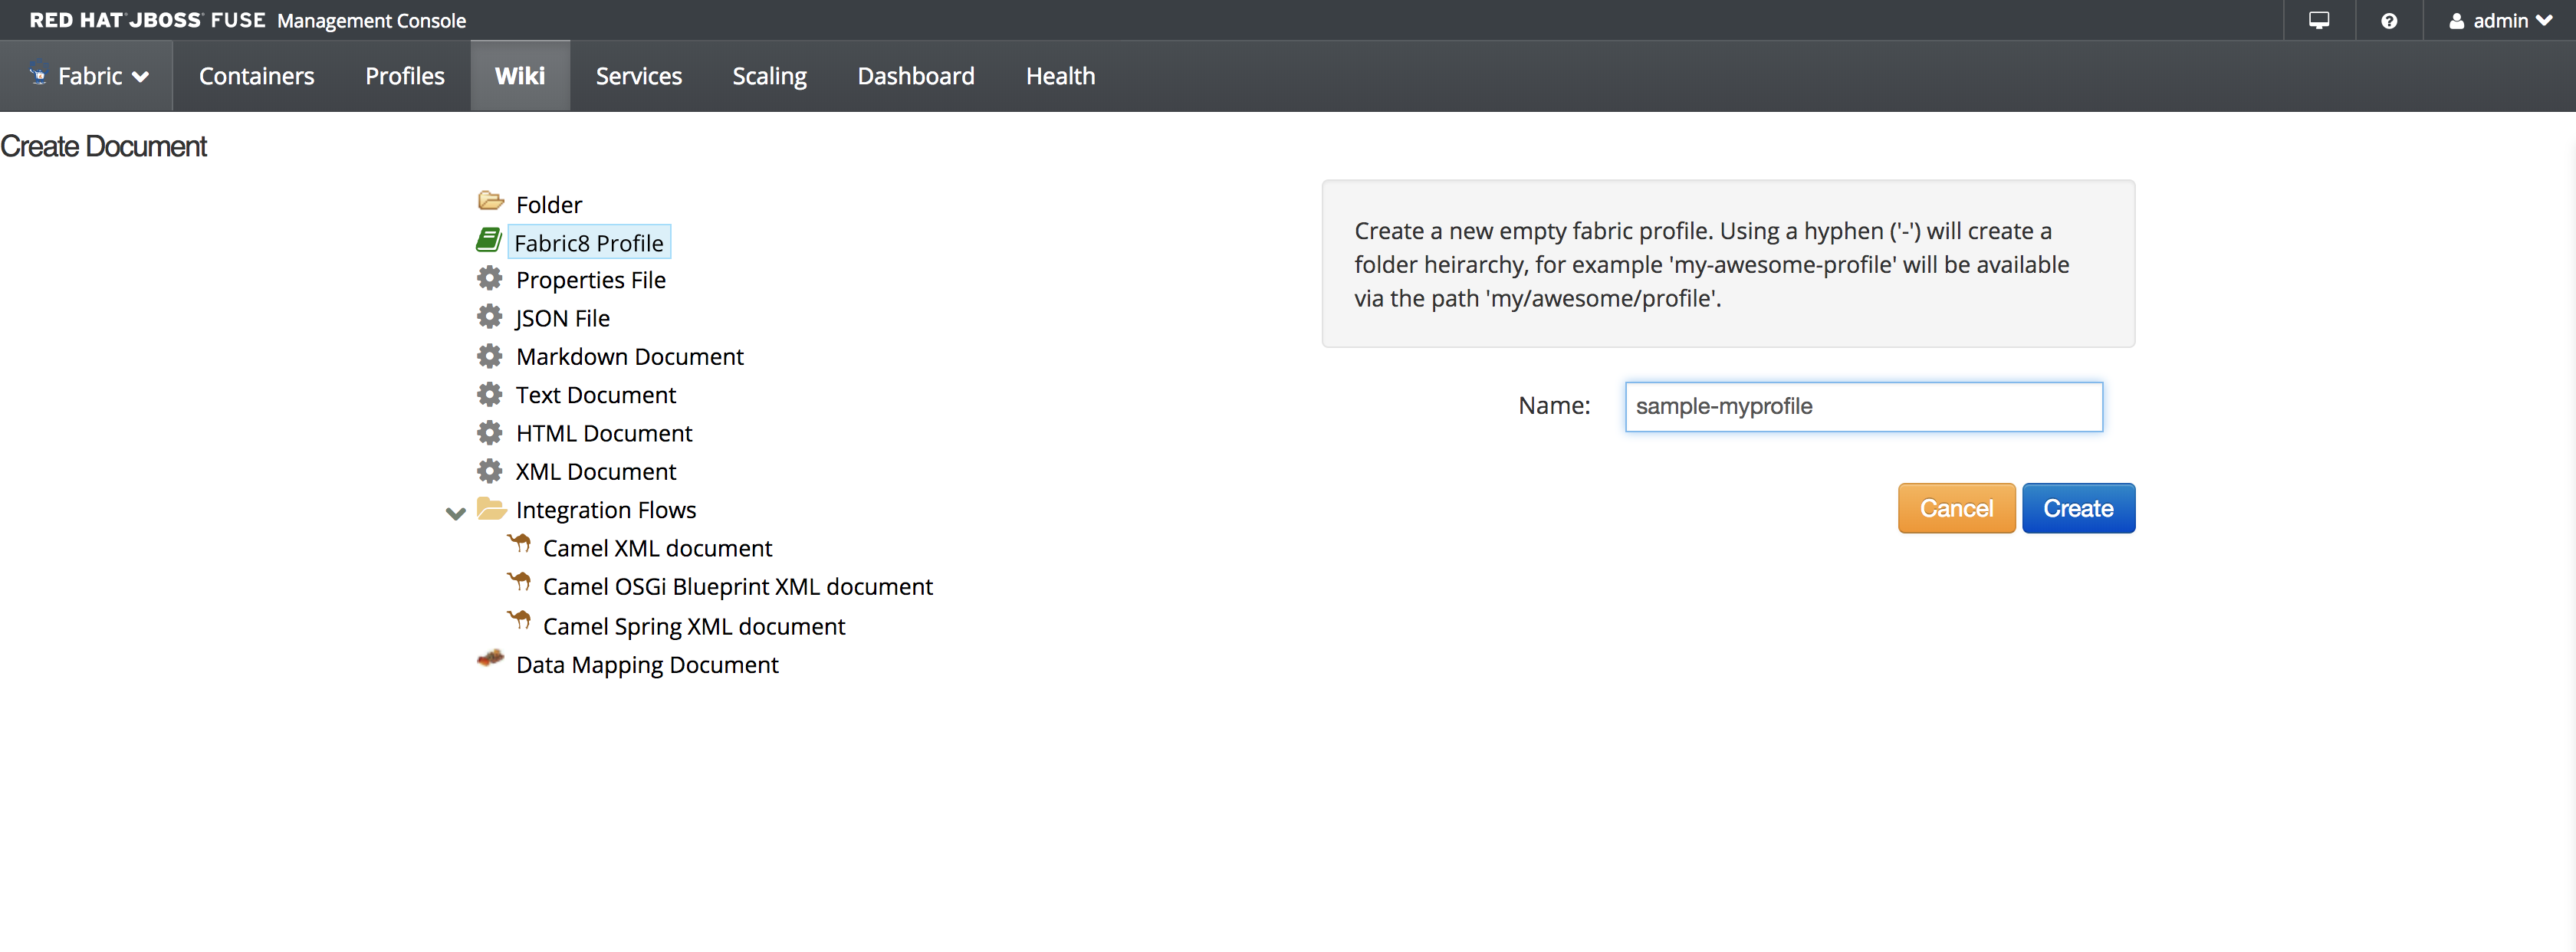 RED HAT JBOSS FUSE Management Console
admin
Fabric Containers Profiles Wiki Services Scaling Dashboard Health
Create Document
Folder
Fabric8 Profile
Properties File
JSON File
Markdown Document
Text Document
HTML Document
XML Document
Integration Flows
Camel XML document
Camel OSGi Blueprint XML document
Camel Spring XML document
Data Mapping Document
Create a new empty fabric profile. Using a hyphen ('-') will create a
folder heirarchy, for example 'my-awesome-profile' will be available
via the path 'my/awesome/profile'.
Name: sample-myprofile
Cancel Create